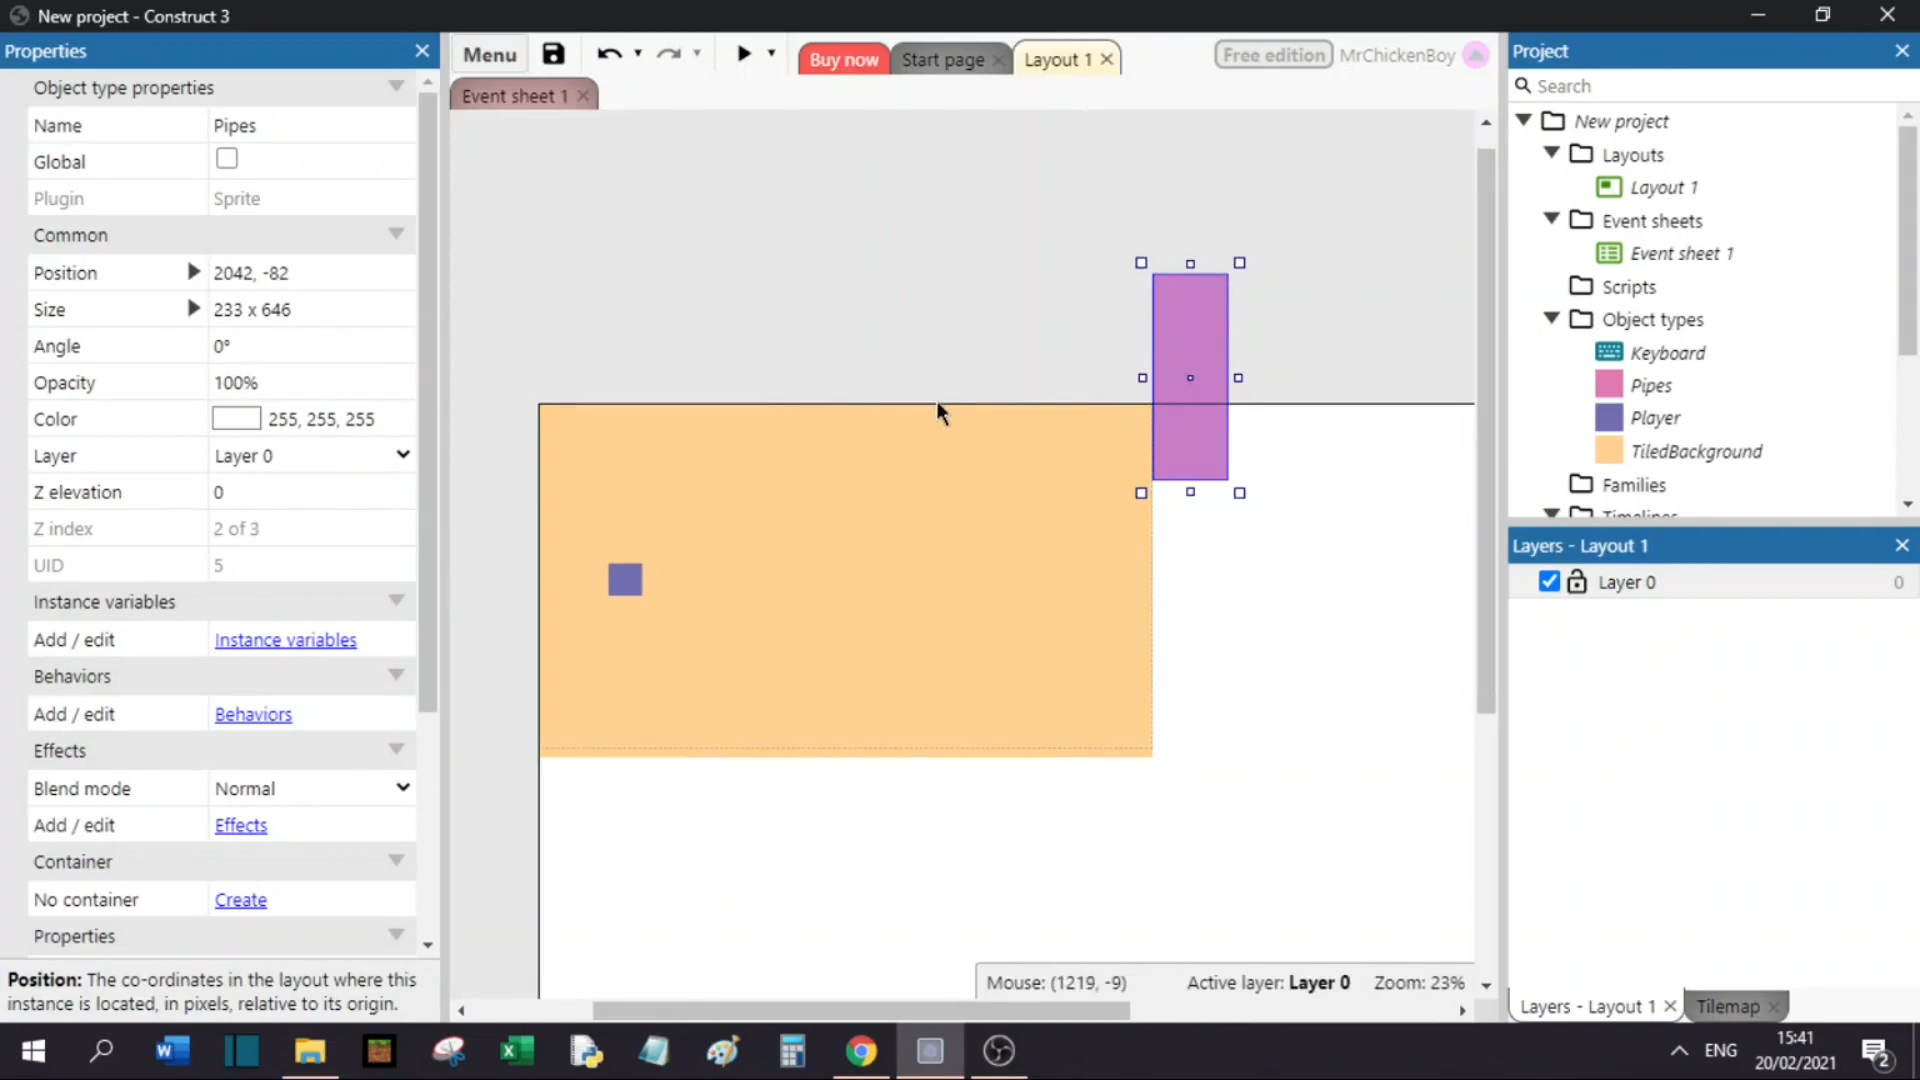 New project - Construct 3
Properties
Object type properties
Name Pipes
Global
Plugin Sprite
Common
Position 2042, -82
Size 233 x 646
Angle 0°
Opacity 100%
Color 255, 255, 255
Layer Layer 0
Z elevation 0
Z index 2 of 3
UID 5
Instance variables
Add / edit Instance variables
Behaviors
Add / edit Behaviors
Effects
Blend mode Normal
Add / edit Effects
Container
No container Create
Properties
Position: The co-ordinates in the layout where this
instance is located, in pixels, relative to its origin.
Menu
Buy now
Start page
Layout 1
Free edition
MrChickenBoy
Event sheet 1
Mouse: (1219, -9) Active layer: Layer 0 Zoom: 23%
Project
Search
New project
Layouts
Layout 1
Event sheets
Event sheet 1
Scripts
Object types
Keyboard
Pipes
Player
TiledBackground
Families
Timelines
Layers - Layout 1
Layer 0 0
Layers - Layout 1
Tilemap
ENG
15:41
20/02/2021
2